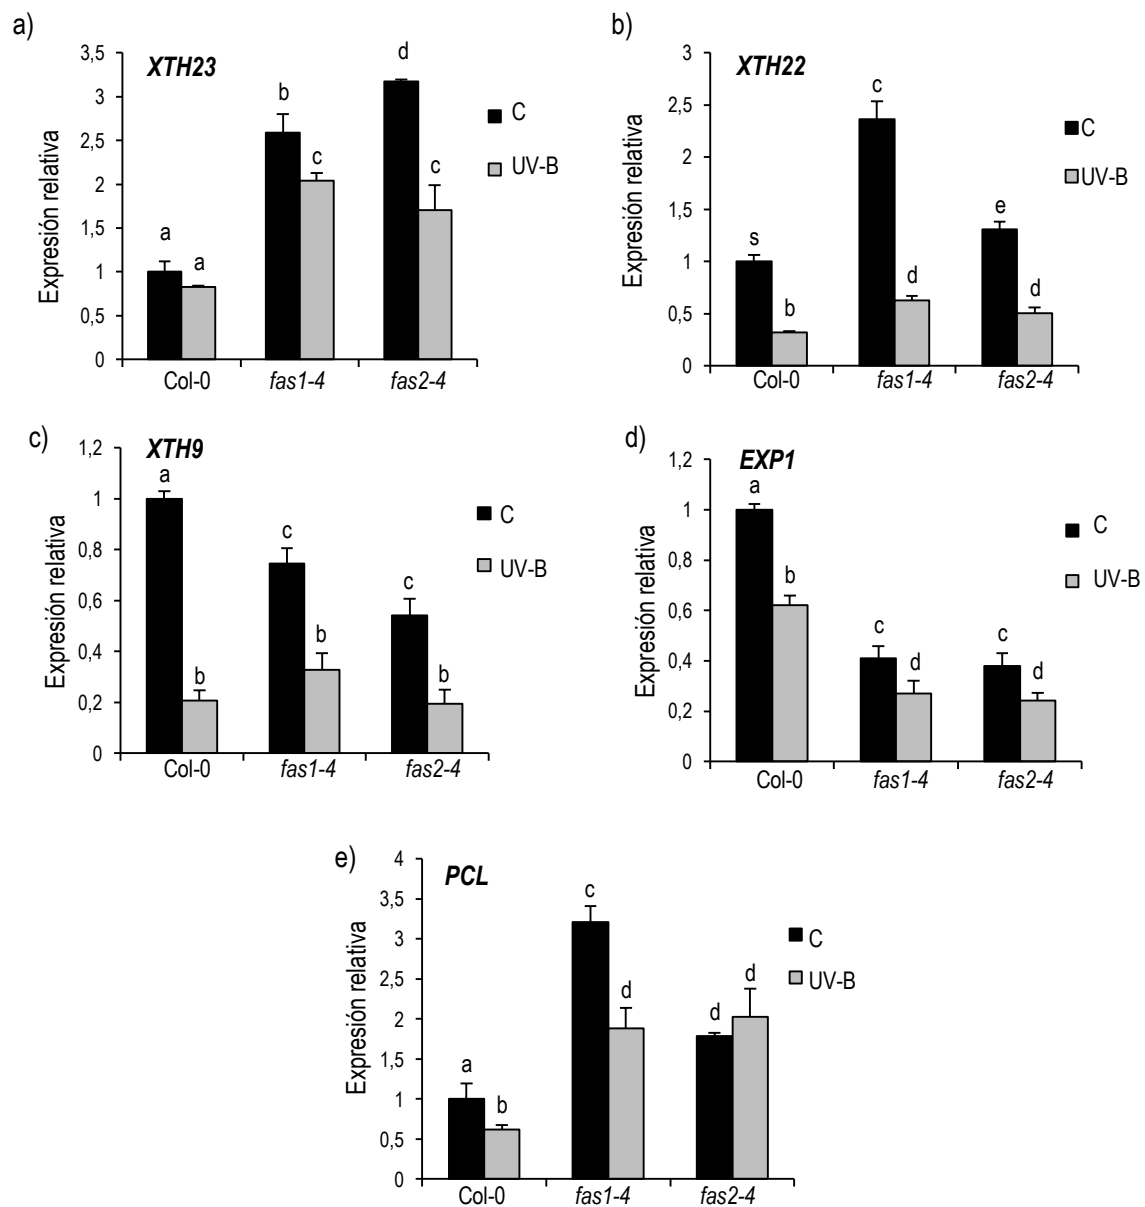 a)
XTH23
Expresión relativa
3,5
3
2,5
2
1,5
1
0,5
0
a
a
b
c
d
c
Col-0 fas1-4 fas2-4
C
UV-B
b)
XTH22
Expresión relativa
3
2,5
2
1,5
1
0,5
0
s
b
c
d
e
d
Col-0 fas1-4 fas2-4
C
UV-B
c)
XTH9
Expresión relativa
1,2
1
0,8
0,6
0,4
0,2
0
a
b
c
b
c
b
Col-0 fas1-4 fas2-4
C
UV-B
d)
EXP1
Expresión relativa
1,2
1
0,8
0,6
0,4
0,2
0
a
b
c
d
c
d
Col-0 fas1-4 fas2-4
C
UV-B
e)
PCL
Expresión relativa
4
3,5
3
2,5
2
1,5
1
0,5
0
a
b
c
d
d
d
Col-0 fas1-4 fas2-4
C
UV-B